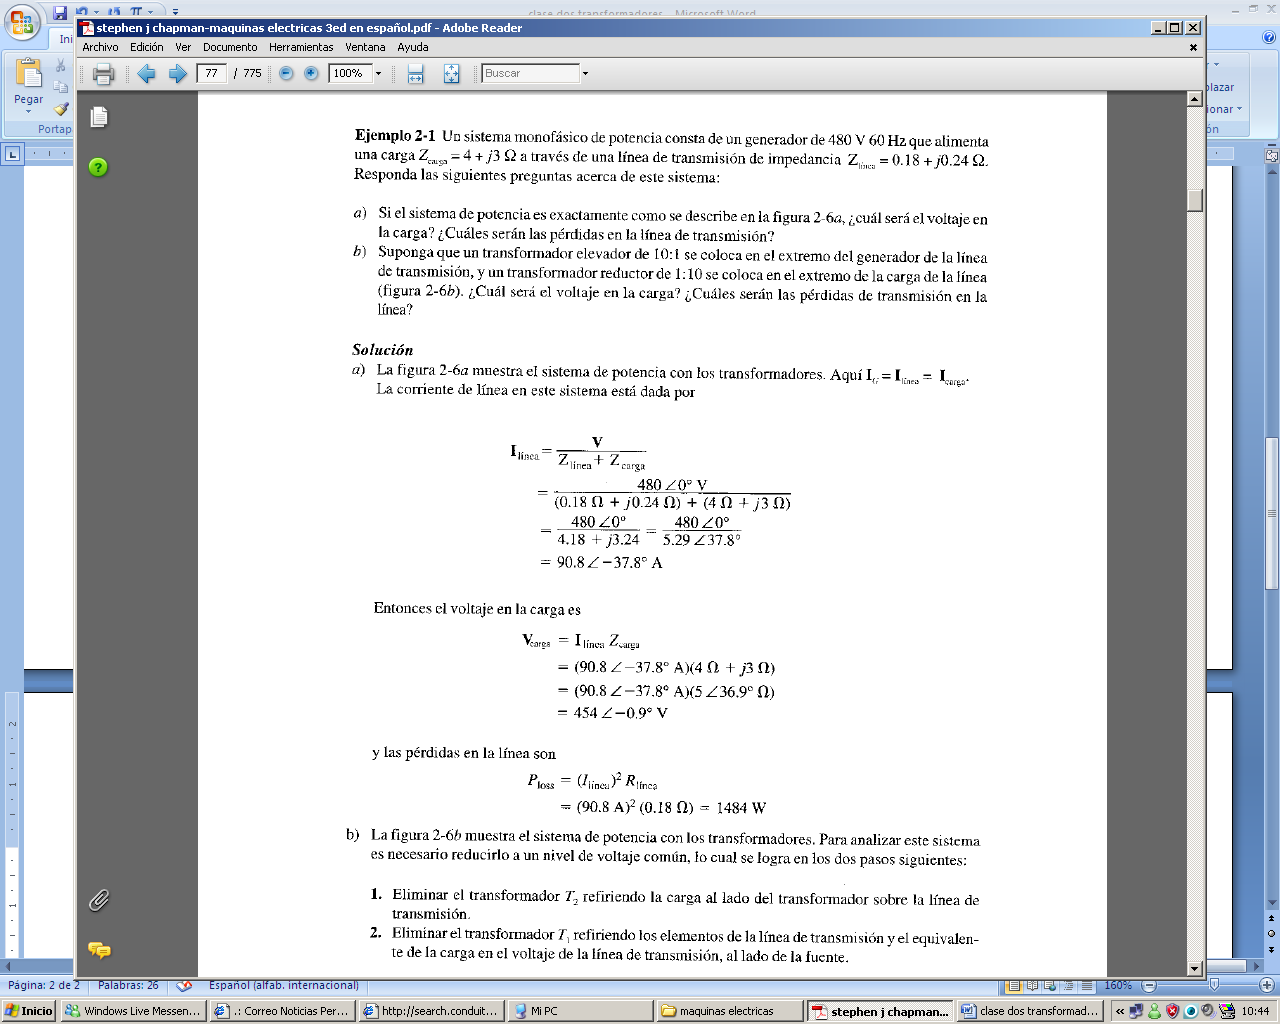 clase dos transformadores - Microsoft Word
stephen j chapman-maquinas electricas 3ed en español.pdf - Adobe Reader
Archivo Edición Ver Documento Herramientas Ventana Ayuda
77 / 775 100% Buscar
Pegar
Portap
Ejemplo 2-1 Un sistema monofásico de potencia consta de un generador de 480 V 60 Hz que alimenta
una carga Zcarga = 4 + j3 Ω a través de una línea de transmisión de impedancia Zlínea = 0.18 + j0.24 Ω.
Responda las siguientes preguntas acerca de este sistema:
a) Si el sistema de potencia es exactamente como se describe en la figura 2-6a, ¿cuál será el voltaje en
la carga? ¿Cuáles serán las pérdidas en la línea de transmisión?
b) Suponga que un transformador elevador de 10:1 se coloca en el extremo del generador de la línea
de transmisión, y un transformador reductor de 1:10 se coloca en el extremo de la carga de la línea
(figura 2-6b). ¿Cuál será el voltaje en la carga? ¿Cuáles serán las pérdidas de transmisión en la
línea?
Solución
a) La figura 2-6a muestra el sistema de potencia con los transformadores. Aquí IG = Ilínea = Icarga.
La corriente de línea en este sistema está dada por
Ilínea = V / (Zlínea + Zcarga)
= 480 ∠0° V / ((0.18 Ω + j0.24 Ω) + (4 Ω + j3 Ω))
= 480 ∠0° / (4.18 + j3.24) = 480 ∠0° / (5.29 ∠37.8°)
= 90.8 ∠−37.8° A
Entonces el voltaje en la carga es
Vcarga = Ilínea Zcarga
= (90.8 ∠−37.8° A)(4 Ω + j3 Ω)
= (90.8 ∠−37.8° A)(5 ∠36.9° Ω)
= 454 ∠−0.9° V
y las pérdidas en la línea son
Ploss = (Ilínea)² Rlínea
= (90.8 A)² (0.18 Ω) = 1484 W
b) La figura 2-6b muestra el sistema de potencia con los transformadores. Para analizar este sistema
es necesario reducirlo a un nivel de voltaje común, lo cual se logra en los dos pasos siguientes:
1. Eliminar el transformador T2 refiriendo la carga al lado del transformador sobre la línea de
transmisión.
2. Eliminar el transformador T1 refiriendo los elementos de la línea de transmisión y el equivalen-
te de la carga en el voltaje de la línea de transmisión, al lado de la fuente.
Página: 2 de 2 Palabras: 26 Español (alfab. internacional) 160%
Inicio Windows Live Messen... .: Correo Noticias Per... http://search.conduit... Mi PC maquinas electricas stephen j chapman... clase dos transformad... 10:44